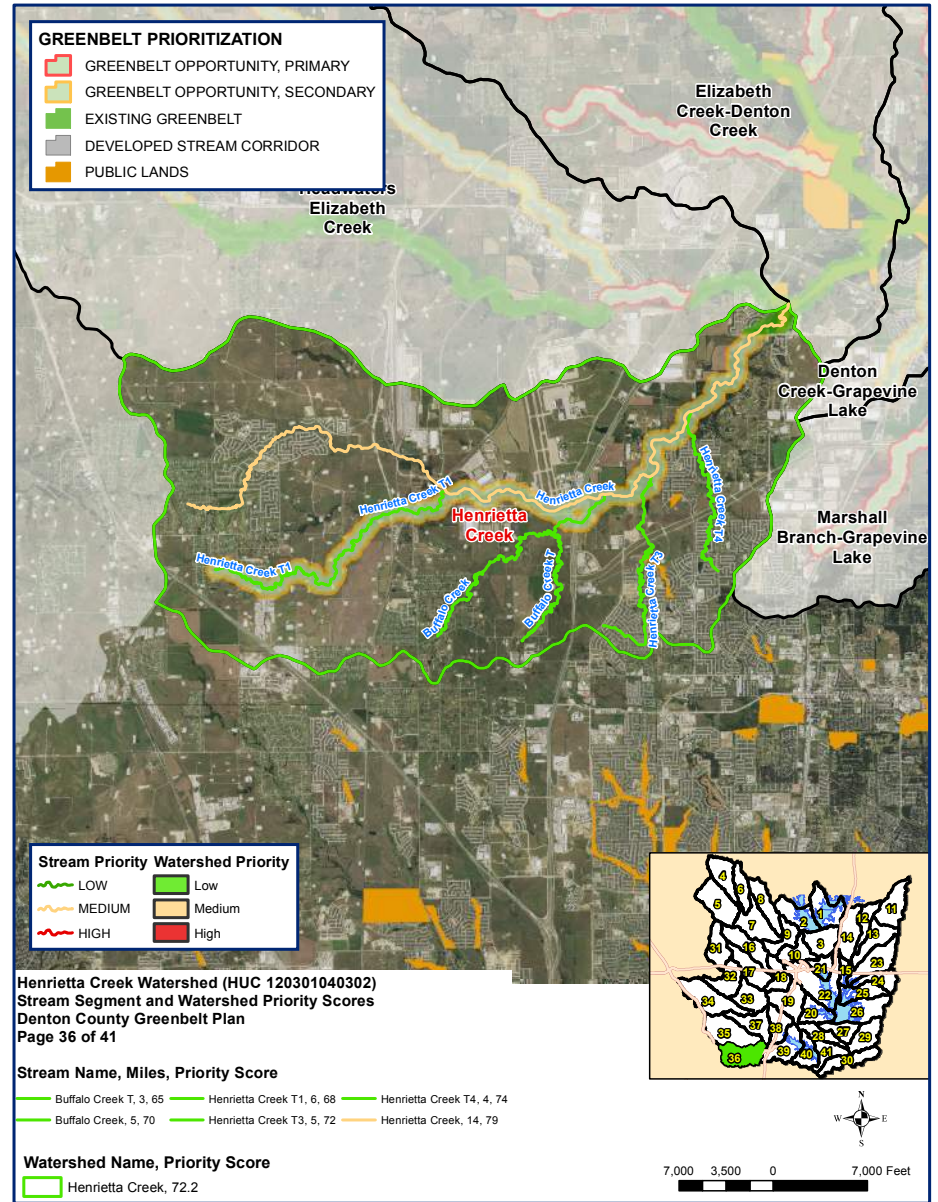 GREENBELT PRIORITIZATION
GREENBELT OPPORTUNITY, PRIMARY
GREENBELT OPPORTUNITY, SECONDARY
EXISTING GREENBELT
DEVELOPED STREAM CORRIDOR
PUBLIC LANDS
Elizabeth
Creek-Denton
Creek
Headwaters
Elizabeth
Creek
Denton
Creek-Grapevine
Lake
Marshall
Branch-Grapevine
Lake
Henrietta Creek T1
Henrietta Creek
Henrietta
Creek
Henrietta Creek T4
Henrietta Creek T1
Buffalo Creek
Buffalo Creek T
Henrietta Creek T3
Stream Priority Watershed Priority
LOW Low
MEDIUM Medium
HIGH High
4
6
8
5
7
1
2
11
12
13
14
9
3
10
31
16
23
32
17
18
21
15
24
34
33
19
22
25
20
26
35
37
38
28
27
29
36
39
40
41
30
Henrietta Creek Watershed (HUC 120301040302)
Stream Segment and Watershed Priority Scores
Denton County Greenbelt Plan
Page 36 of 41
Stream Name, Miles, Priority Score
Buffalo Creek T, 3, 65 Henrietta Creek T1, 6, 68 Henrietta Creek T4, 4, 74
Buffalo Creek, 5, 70 Henrietta Creek T3, 5, 72 Henrietta Creek, 14, 79
Watershed Name, Priority Score
Henrietta Creek, 72.2
N
W E
S
7,000 3,500 0 7,000 Feet